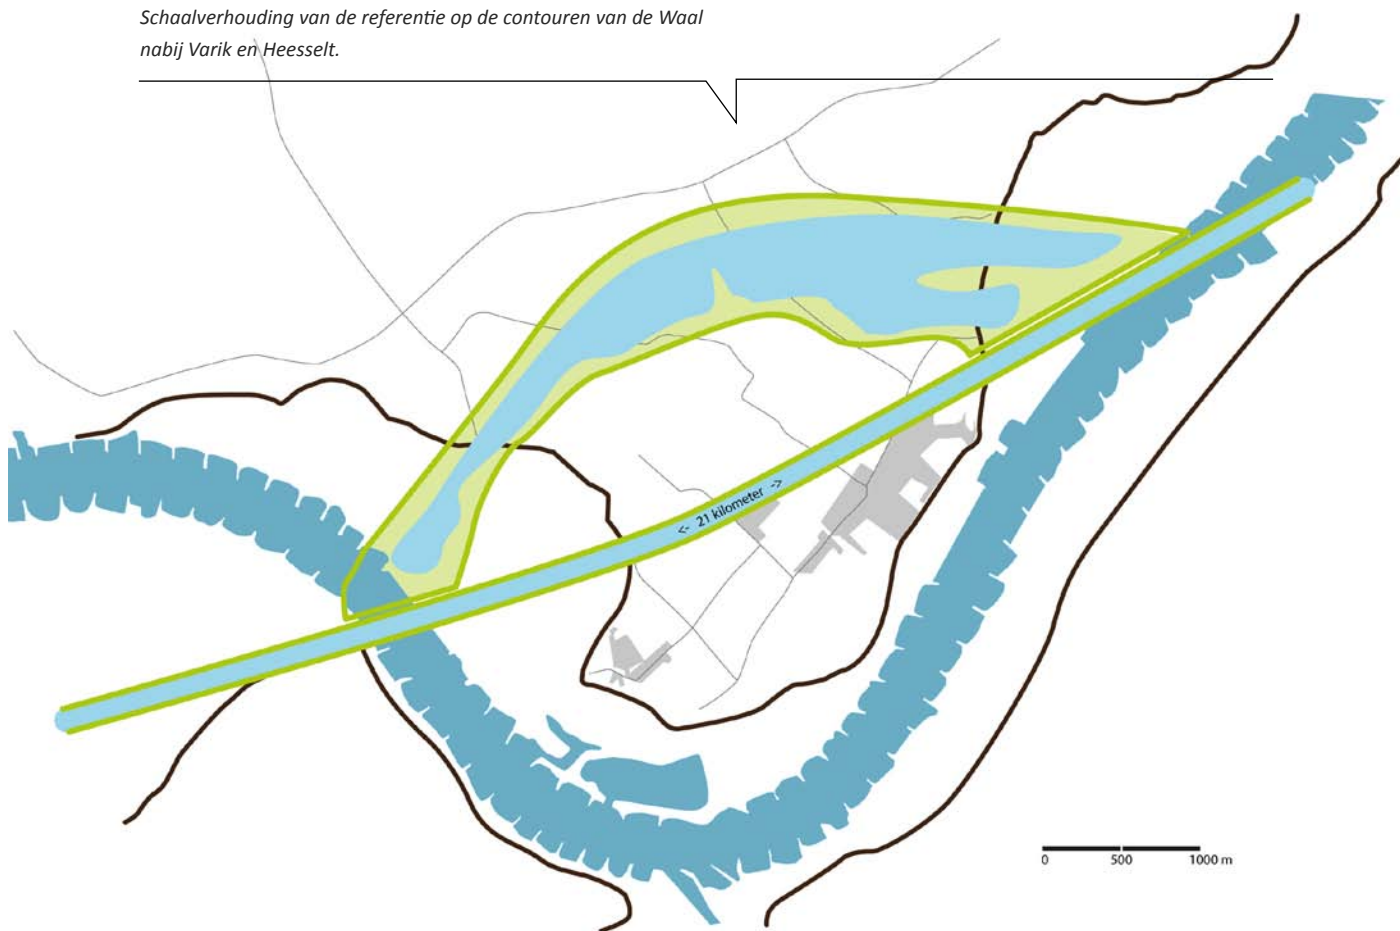 Schaalverhouding van de referentie op de contouren van de Waal
nabij Varik en Heesselt.
<- 21 kilometer ->
0 500 1000 m